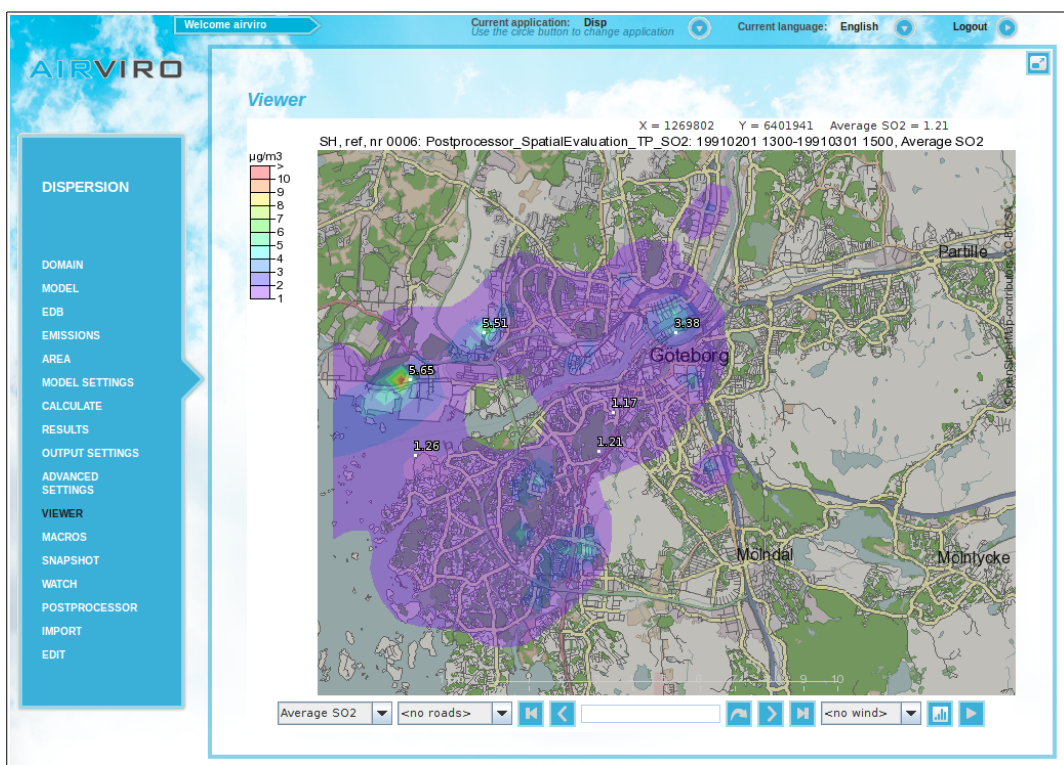 Welcome airviro
Current application: Disp
Use the circle button to change application
Current language: English
Logout
AIRVIRO
Viewer
X = 1269802 Y = 6401941 Average SO2 = 1.21
SH, ref, nr 0006: Postprocessor_SpatialEvaluation_TP_SO2: 19910201 1300-19910301 1500, Average SO2
µg/m3
>
10
9
8
7
6
5
4
3
2
1
DISPERSION
DOMAIN
MODEL
EDB
EMISSIONS
AREA
MODEL SETTINGS
CALCULATE
RESULTS
OUTPUT SETTINGS
ADVANCED
SETTINGS
VIEWER
MACROS
SNAPSHOT
WATCH
POSTPROCESSOR
IMPORT
EDIT
Partille
5.51
3.38
Goteborg
5.65
1.17
1.26
1.21
Molndal
Molnlycke
9 10
Average SO2
<no roads>
<no wind>